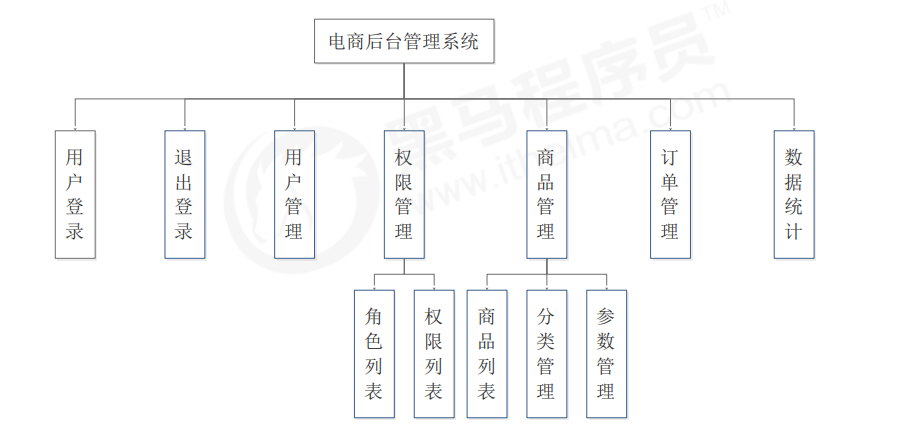 电商后台管理系统
用户登录
退出登录
用户管理
权限管理
商品管理
订单管理
数据统计
角色列表
权限列表
商品列表
分类管理
参数管理
黑马程序员™
www.itheima.com